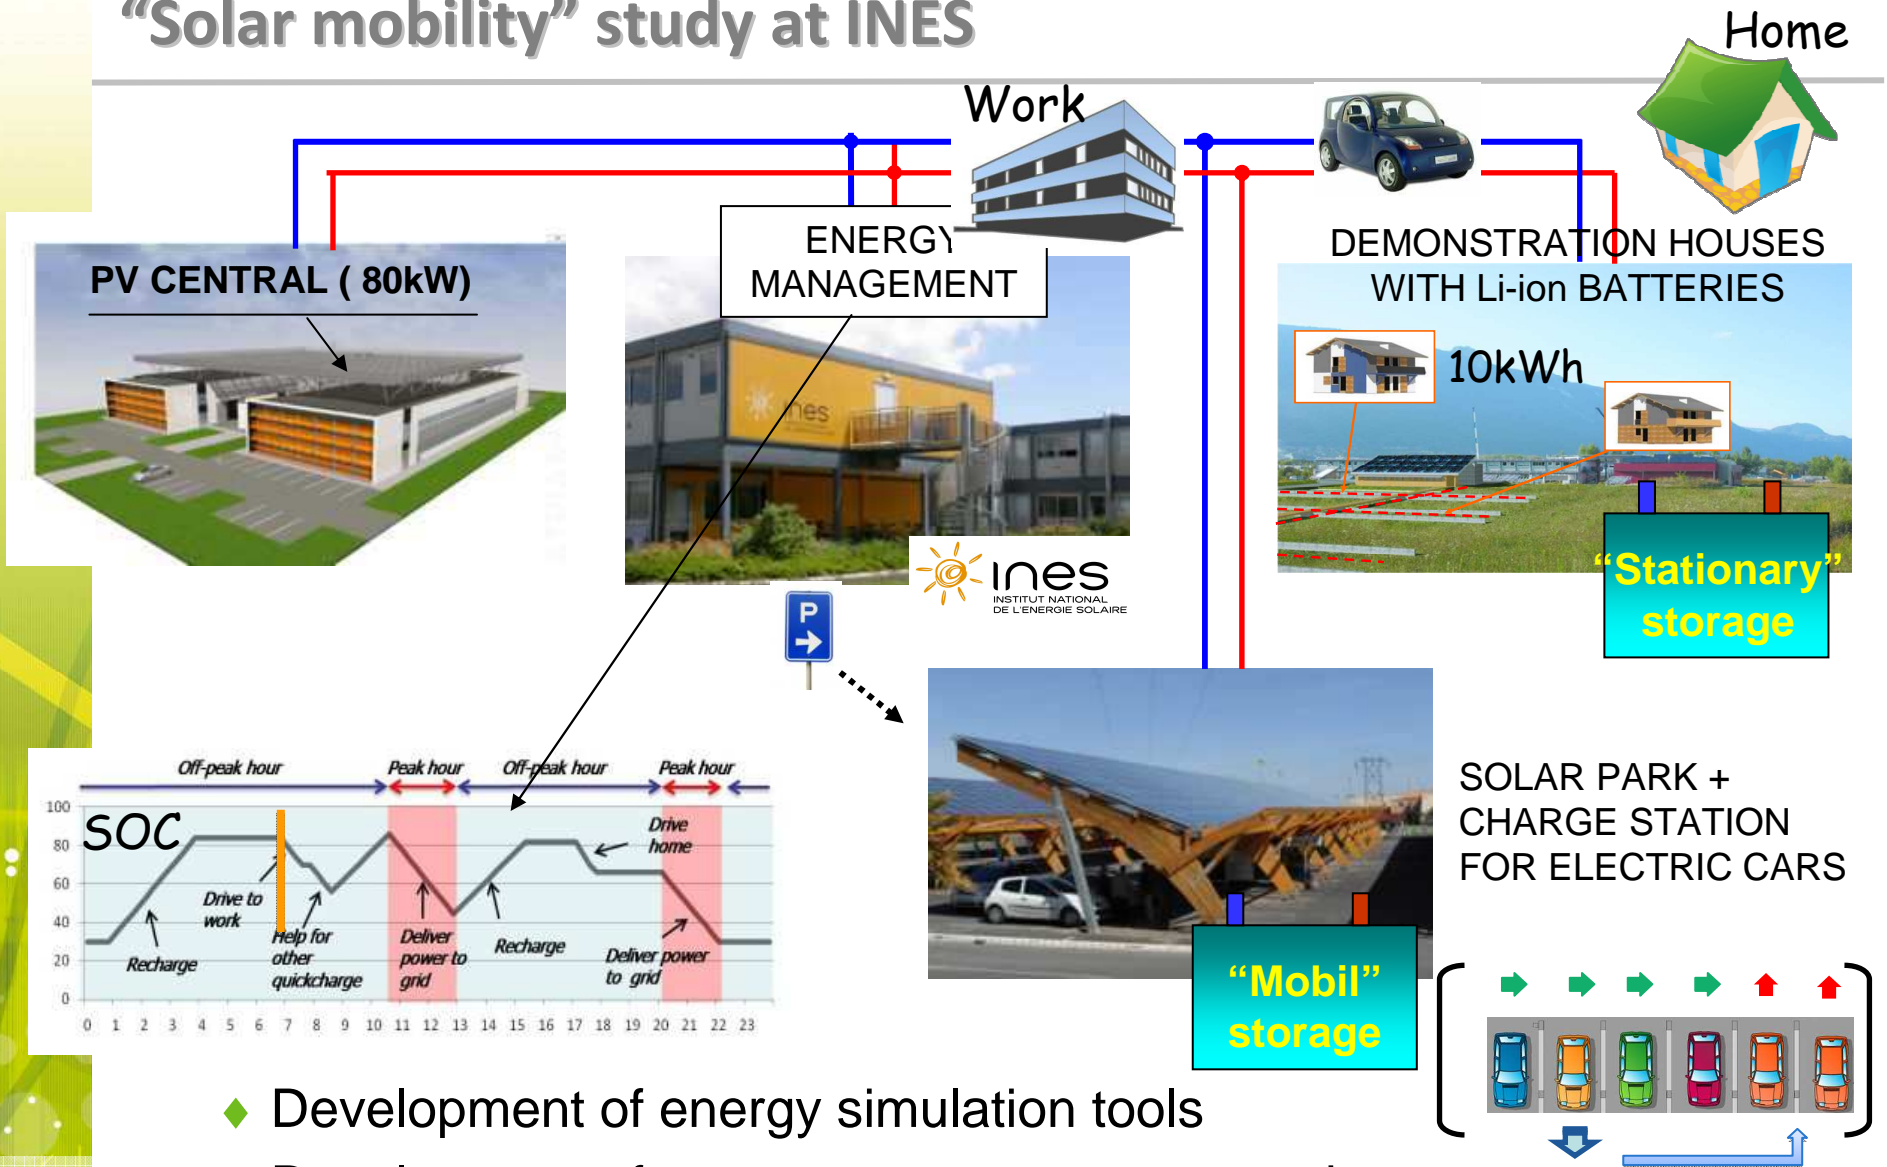 “Solar mobility” study at INES
Home
Work
ENERGY
MANAGEMENT
PV CENTRAL ( 80kW)
DEMONSTRATION HOUSES
WITH Li-ion BATTERIES
10kWh
ines
ines
INSTITUT NATIONAL
DE L'ENERGIE SOLAIRE
P
“Stationary”
storage
Off-peak hour
Peak hour
Off-peak hour
Peak hour
SOC
100
80
60
40
20
0
Recharge
Drive to
work
Help for
other
quickcharge
Deliver
power to
grid
Recharge
Drive
home
Deliver power
to grid
0 1 2 3 4 5 6 7 8 9 10 11 12 13 14 15 16 17 18 19 20 21 22 23
SOLAR PARK +
CHARGE STATION
FOR ELECTRIC CARS
“Mobil”
storage
Development of energy simulation tools